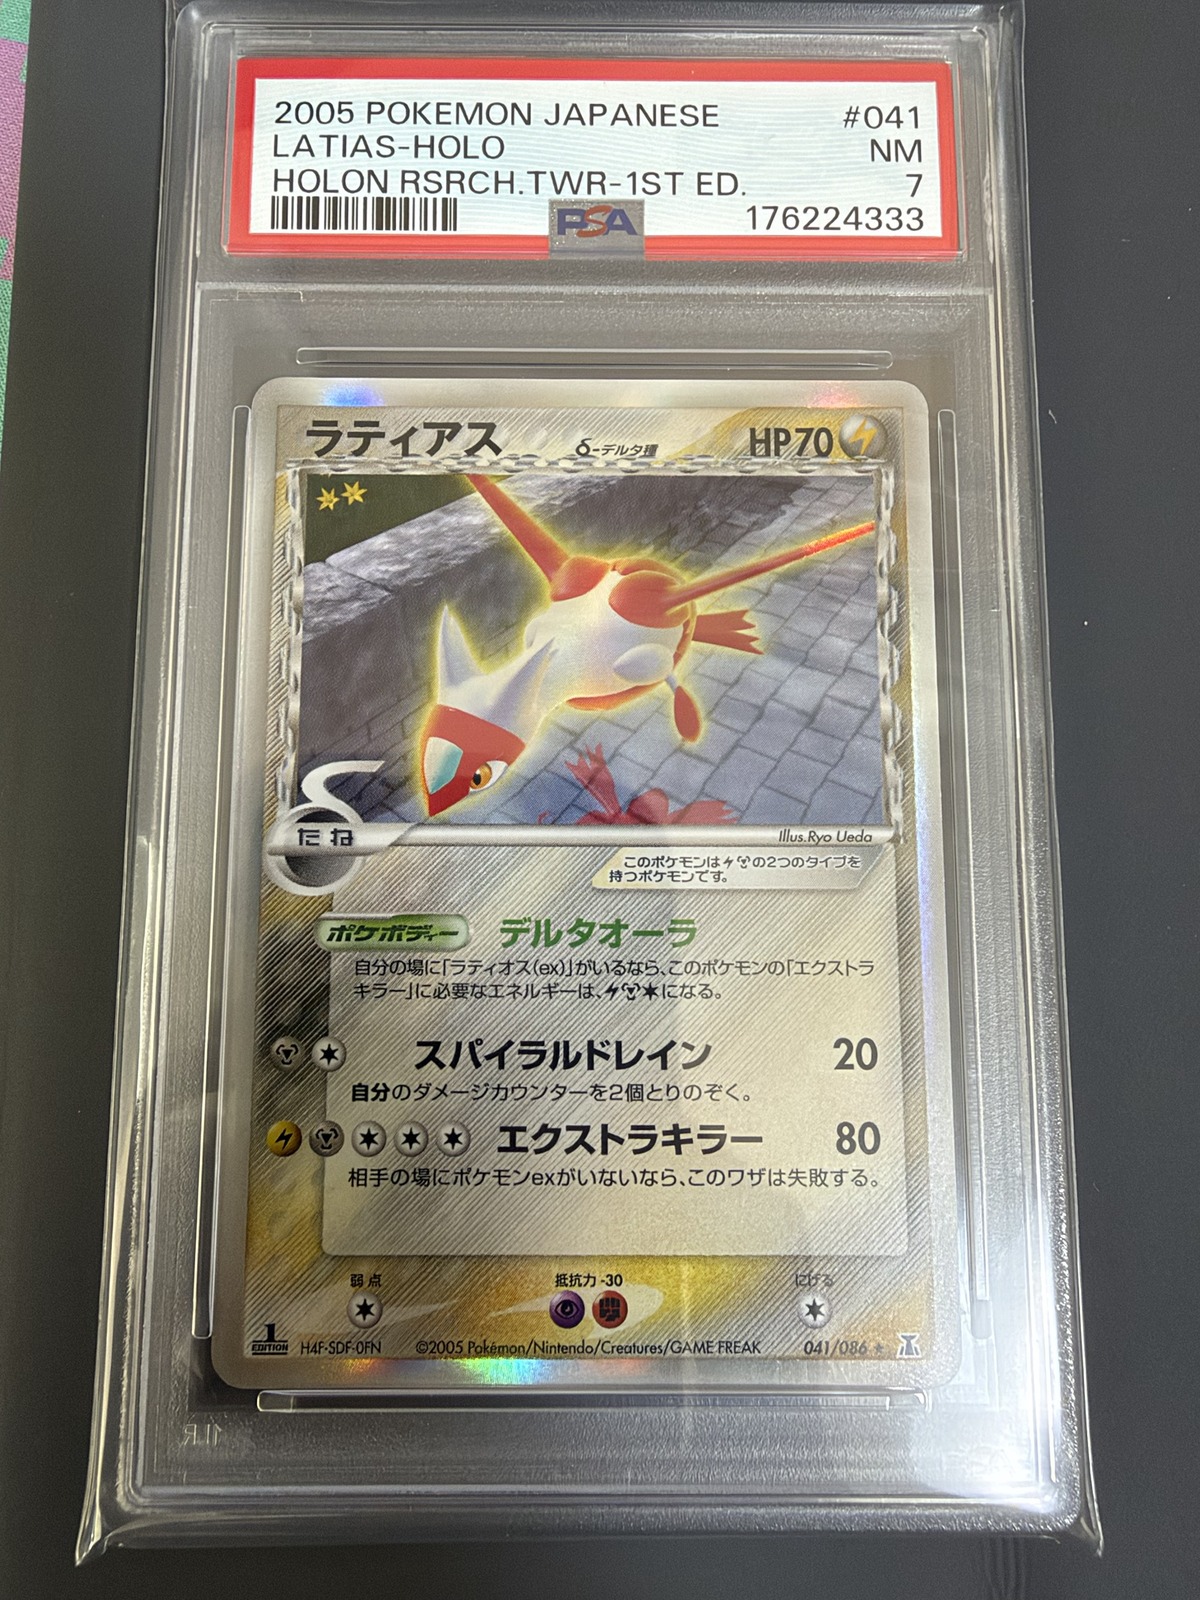 2005 POKEMON JAPANESE #041
LATIAS-HOLO NM
HOLON RSRCH.TWR-1ST ED. 7
PSA 176224333
ラティアス δ-デルタ種 HP70
たね
Illus.Ryo Ueda
このポケモンはの2つのタイプを
持つポケモンです。
ポケボディー デルタオーラ
自分の場に「ラティオス(ex)」がいるなら、このポケモンの「エクストラ
キラー」に必要なエネルギーは、になる。
スパイラルドレイン 20
自分のダメージカウンターを2個とりのぞく。
エクストラキラー 80
相手の場にポケモンexがいないなら、このワザは失敗する。
弱点 抵抗力 -30 にげる
1 EDITION H4F-SDF-0FN ©2005 Pokémon/Nintendo/Creatures/GAME FREAK 041/086 ★